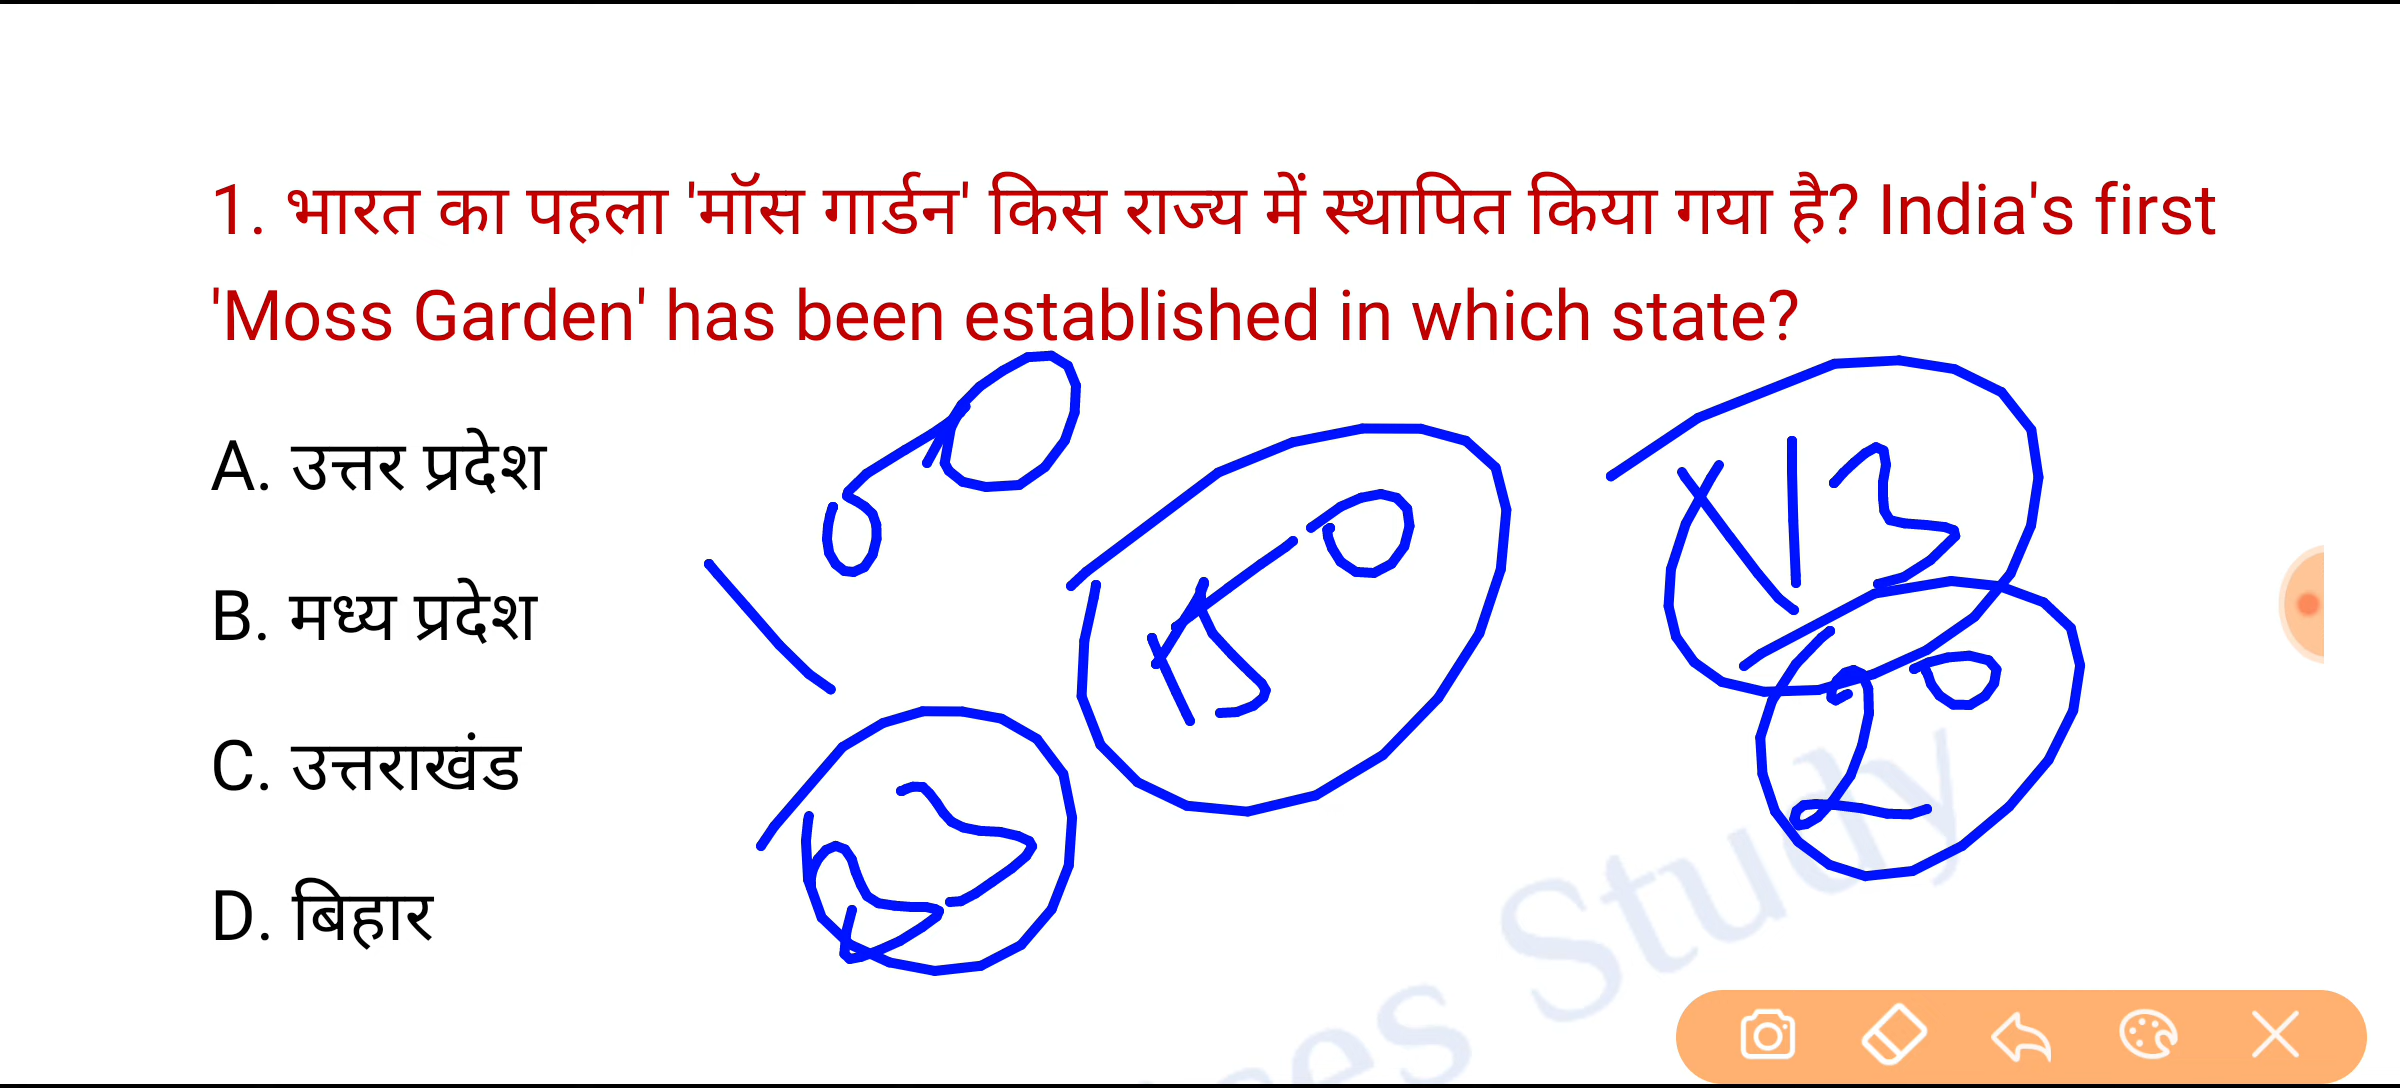 1. भारत का पहला 'मॉस गार्डन' किस राज्य में स्थापित किया गया है? India's first
'Moss Garden' has been established in which state?
A. उत्तर प्रदेश
B. मध्य प्रदेश
C. उत्तराखंड
D. बिहार
Study